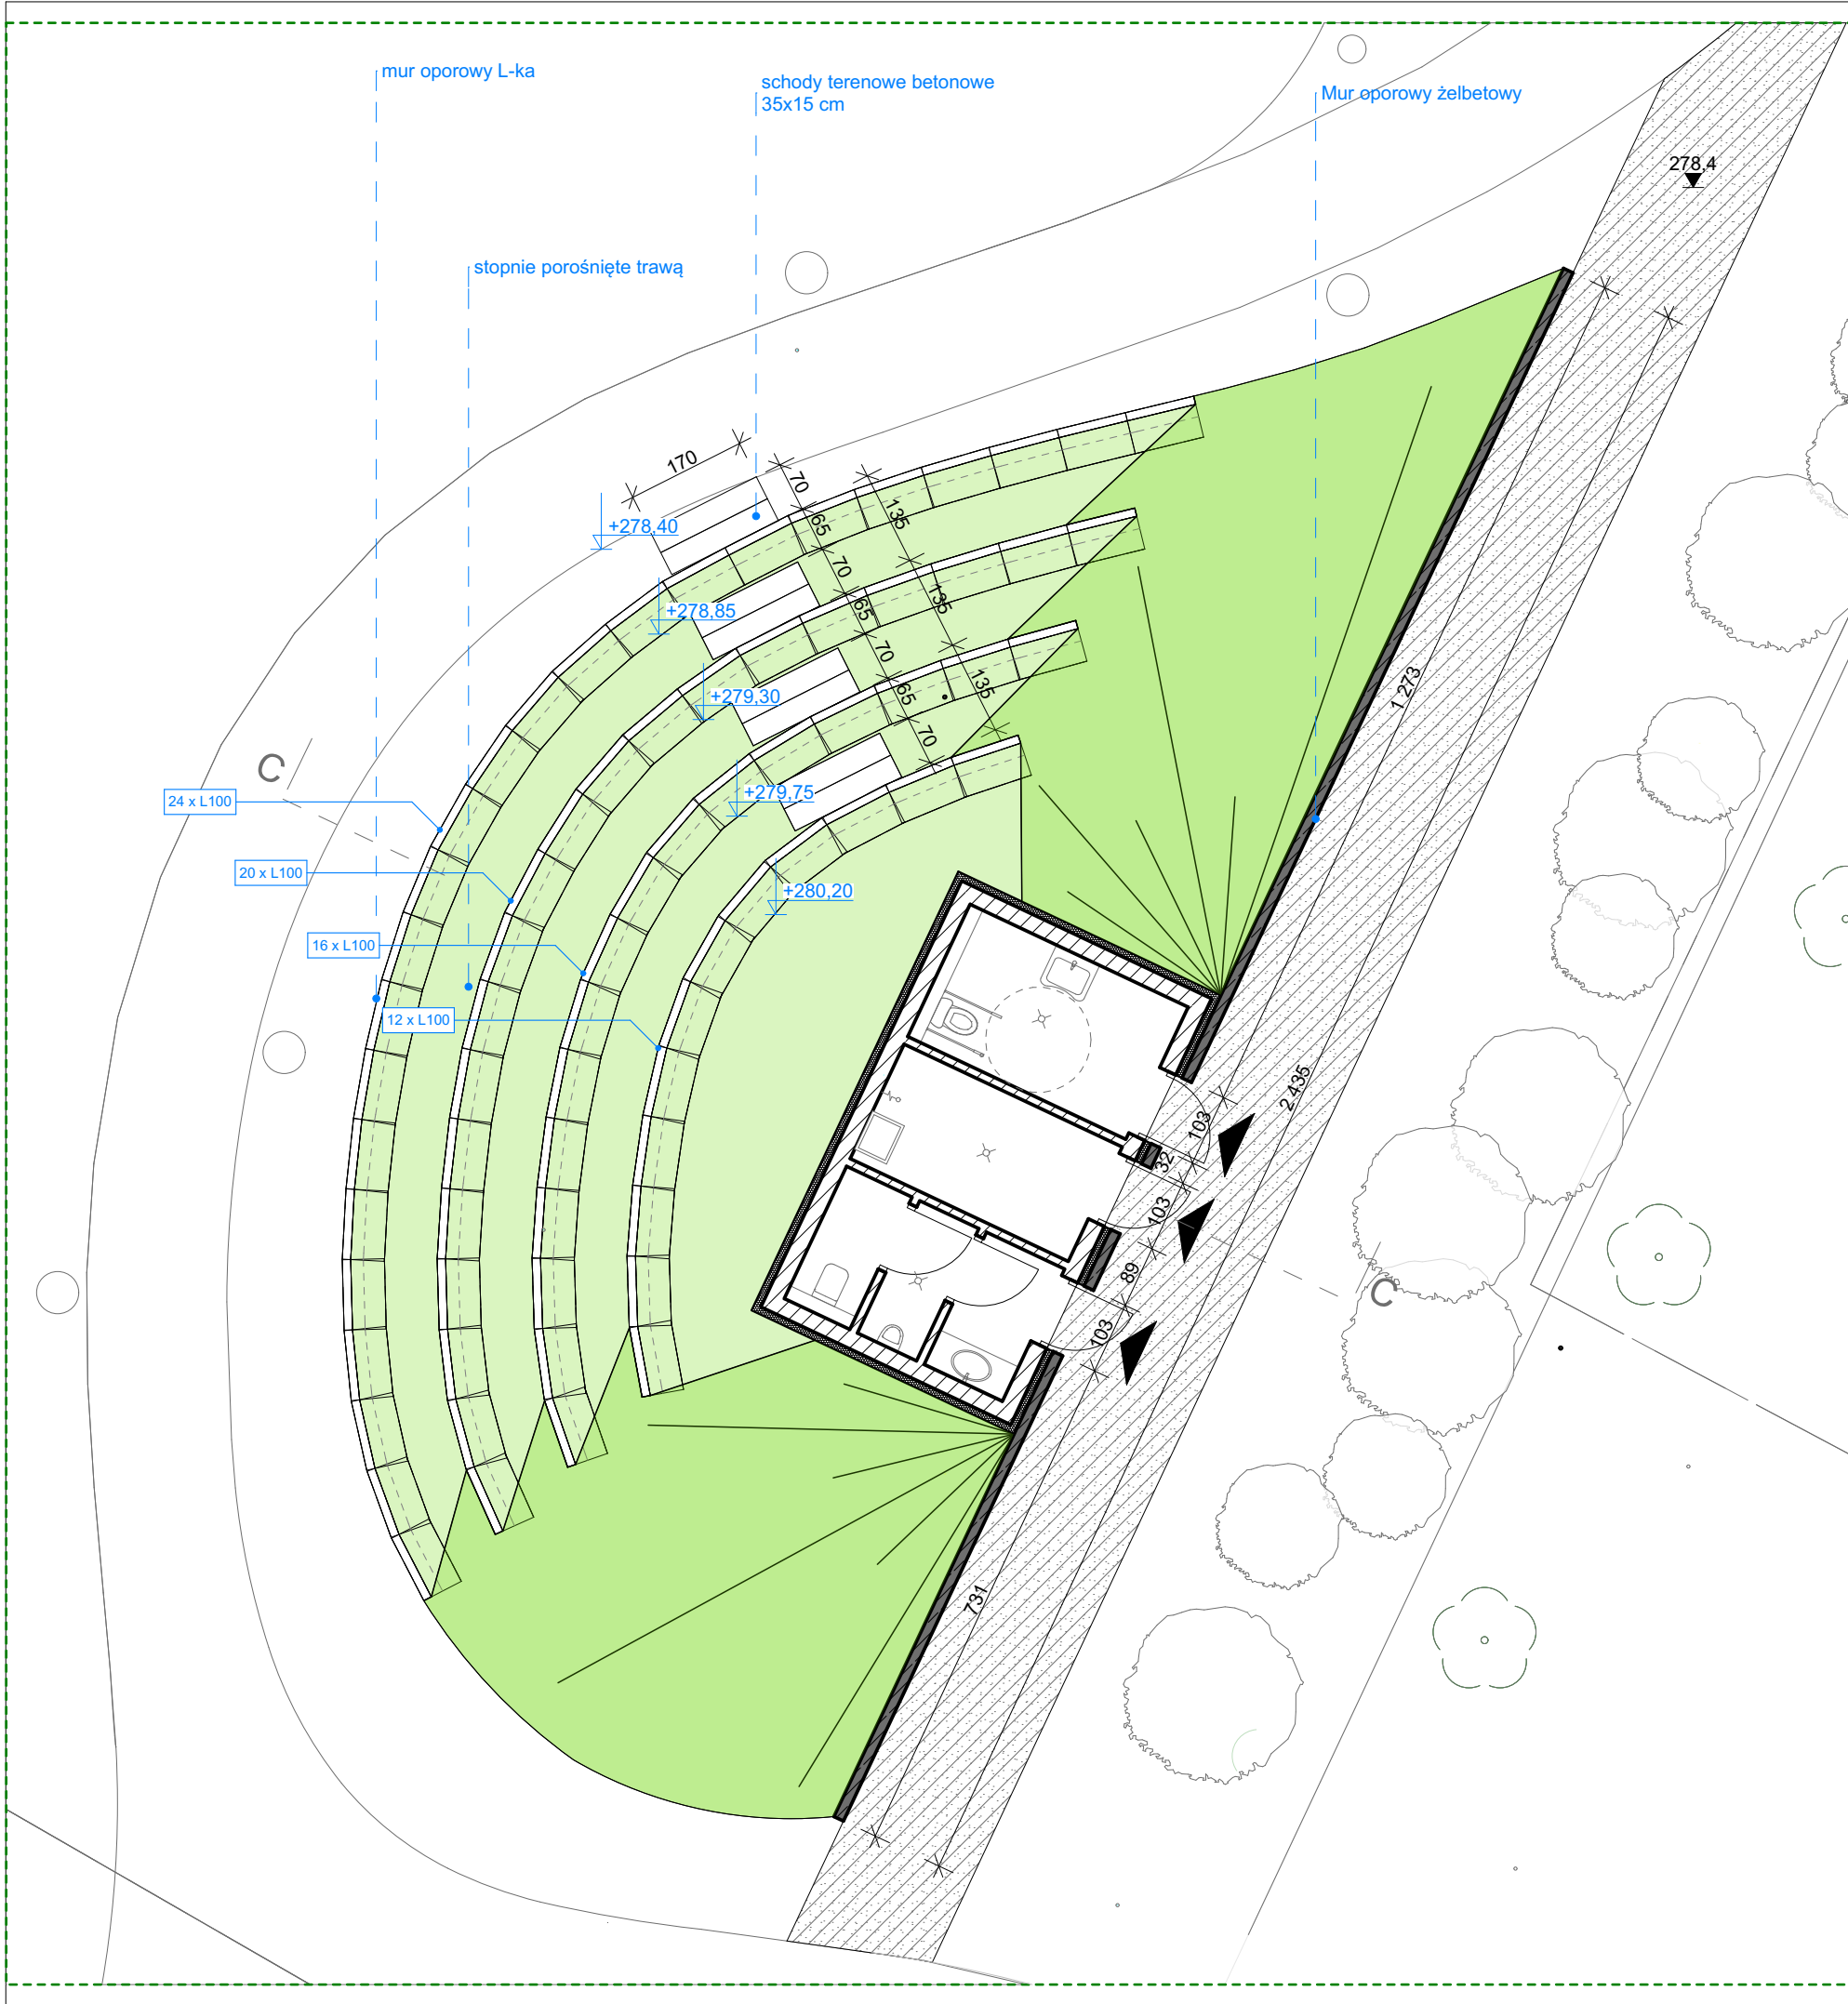 mur oporowy L-ka
schody terenowe betonowe
35x15 cm
Mur oporowy żelbetowy
278,4
stopnie porośnięte trawą
170
70
65
70
65
70
65
70
135
135
135
+278,40
+278,85
+279,30
+279,75
+280,20
C
24 x L100
20 x L100
16 x L100
12 x L100
1 273
2 435
103
32
103
89
103
C
731